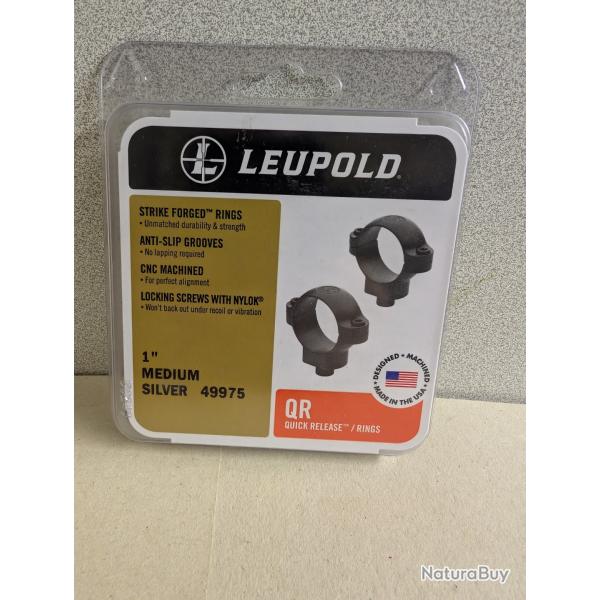 LEUPOLD®
STRIKE FORGED™ RINGS
• Unmatched durability & strength
ANTI-SLIP GROOVES
• No lapping required
CNC MACHINED
• For perfect alignment
LOCKING SCREWS WITH NYLOK®
• Won't back out under recoil or vibration
1"
MEDIUM
SILVER 49975
QR
QUICK RELEASE™ / RINGS
DESIGNED • MACHINED
• MADE IN THE USA •
NaturaBuy